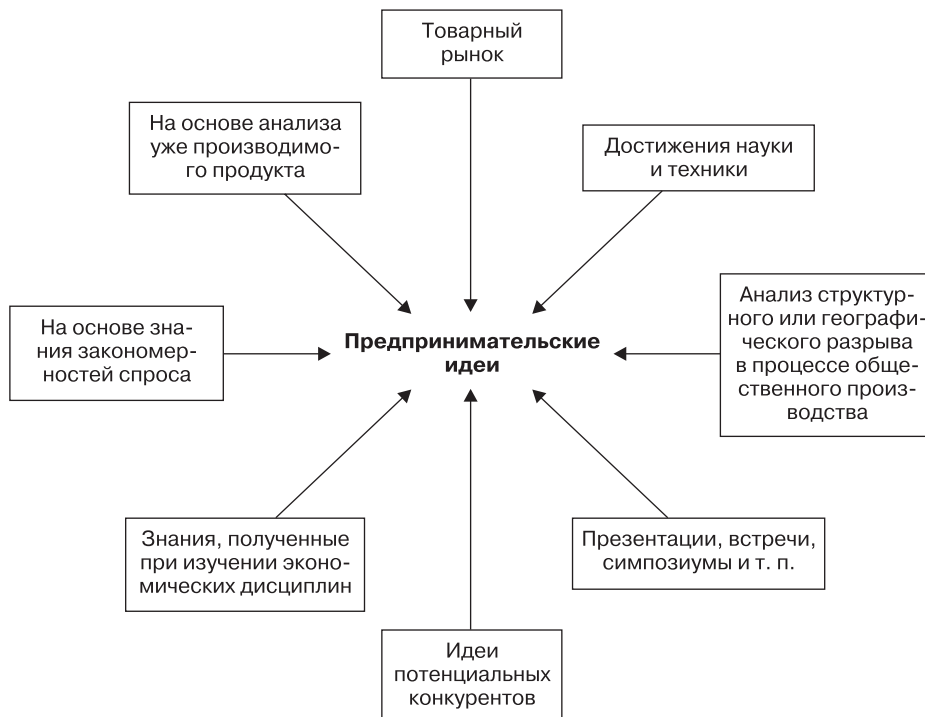 Товарный
рынок
На основе анализа
уже производимо-
го продукта
Достижения науки
и техники
На основе зна-
ния закономер-
ностей спроса
Предпринимательские
идеи
Анализ структур-
ного или географи-
ческого разрыва
в процессе обще-
ственного произ-
водства
Знания, полученные
при изучении эконо-
мических дисциплин
Презентации, встречи,
симпозиумы и т. п.
Идеи
потенциальных
конкурентов